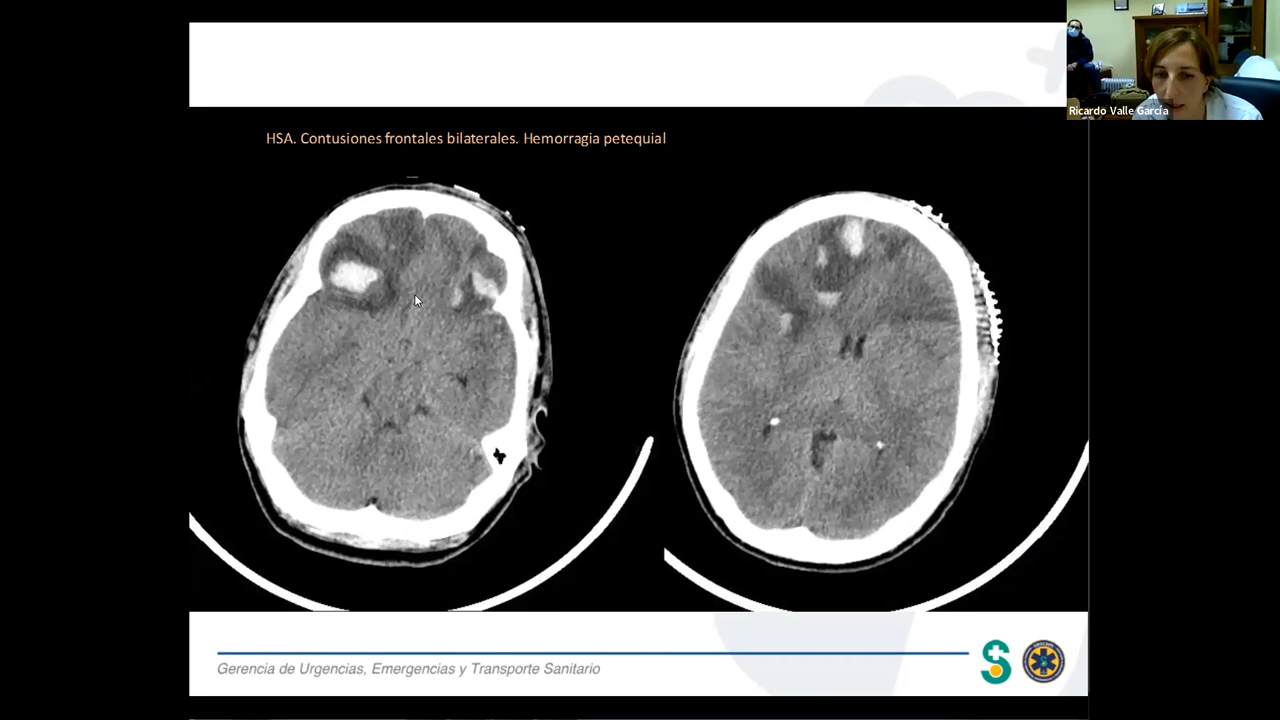 Ricardo Valle García
HSA. Contusiones frontales bilaterales. Hemorragia petequial
Gerencia de Urgencias, Emergencias y Transporte Sanitario